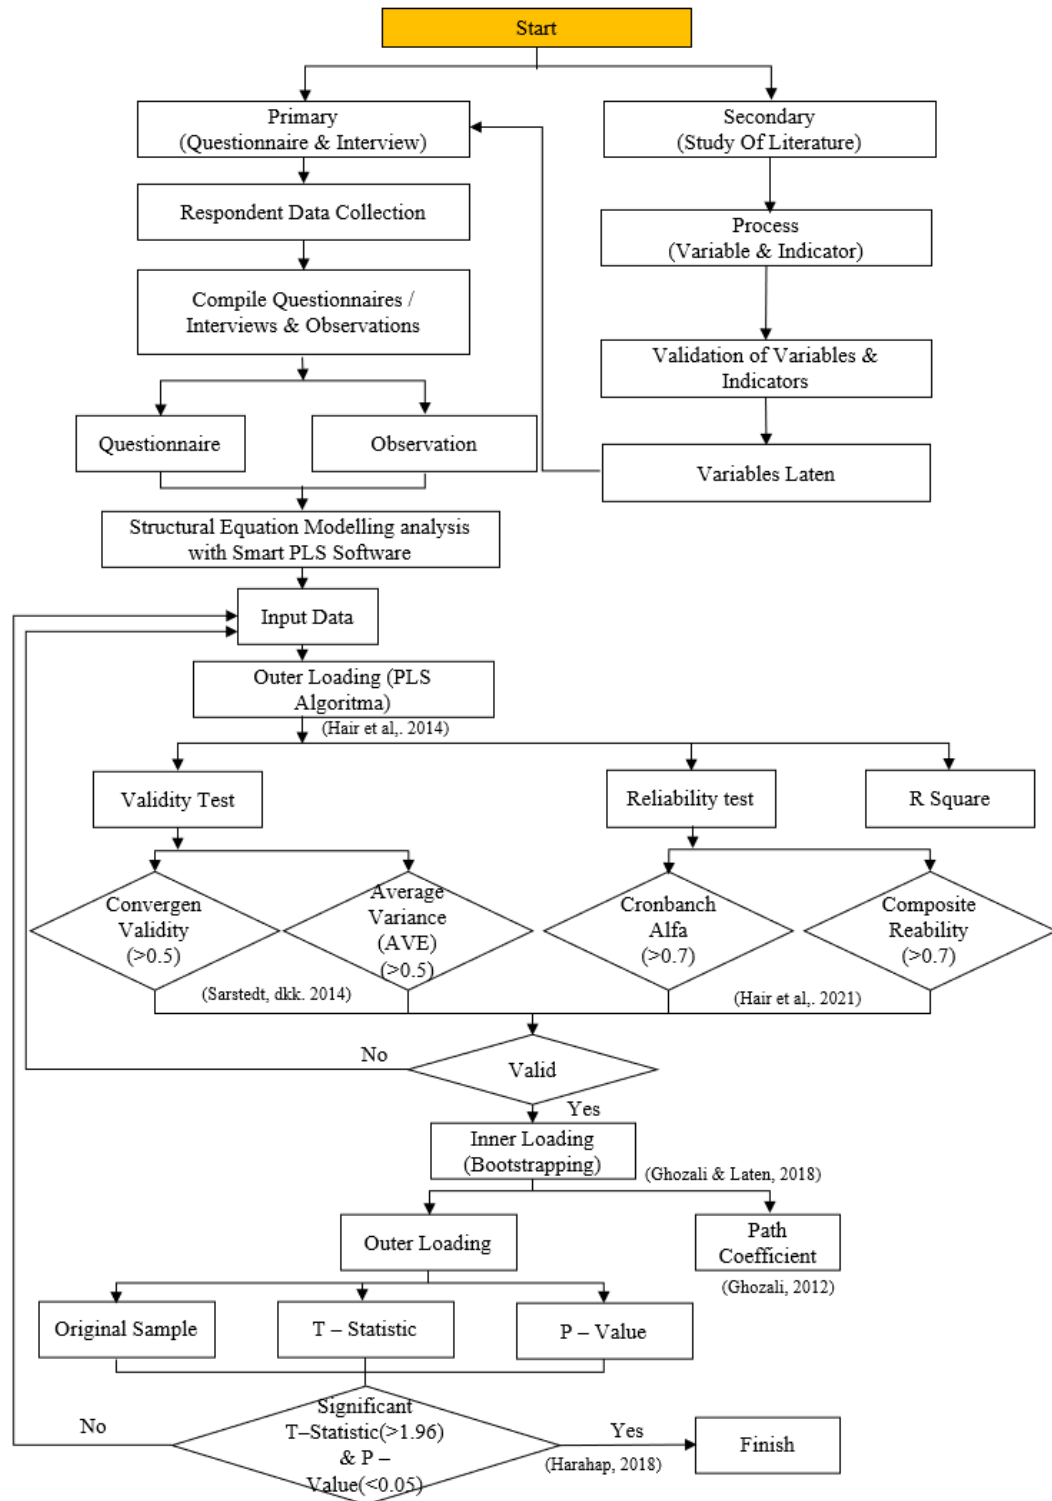 Start
Primary
(Questionnaire & Interview)
Secondary
(Study Of Literature)
Respondent Data Collection
Process
(Variable & Indicator)
Compile Questionnaires /
Interviews & Observations
Validation of Variables &
Indicators
Questionnaire
Observation
Variables Laten
Structural Equation Modelling analysis
with Smart PLS Software
Input Data
Outer Loading (PLS
Algoritma)
(Hair et al,. 2014)
Validity Test
Reliability test
R Square
Convergen
Validity
(>0.5)
Average
Variance
(AVE)
(>0.5)
Cronbanch
Alfa
(>0.7)
Composite
Reability
(>0.7)
(Sarstedt, dkk. 2014)
(Hair et al,. 2021)
No
Valid
Yes
Inner Loading
(Bootstrapping)
(Ghozali & Laten, 2018)
Outer Loading
Path
Coefficient
(Ghozali, 2012)
Original Sample
T – Statistic
P – Value
No
Significant
T–Statistic(>1.96)
& P –
Value(<0.05)
Yes
(Harahap, 2018)
Finish